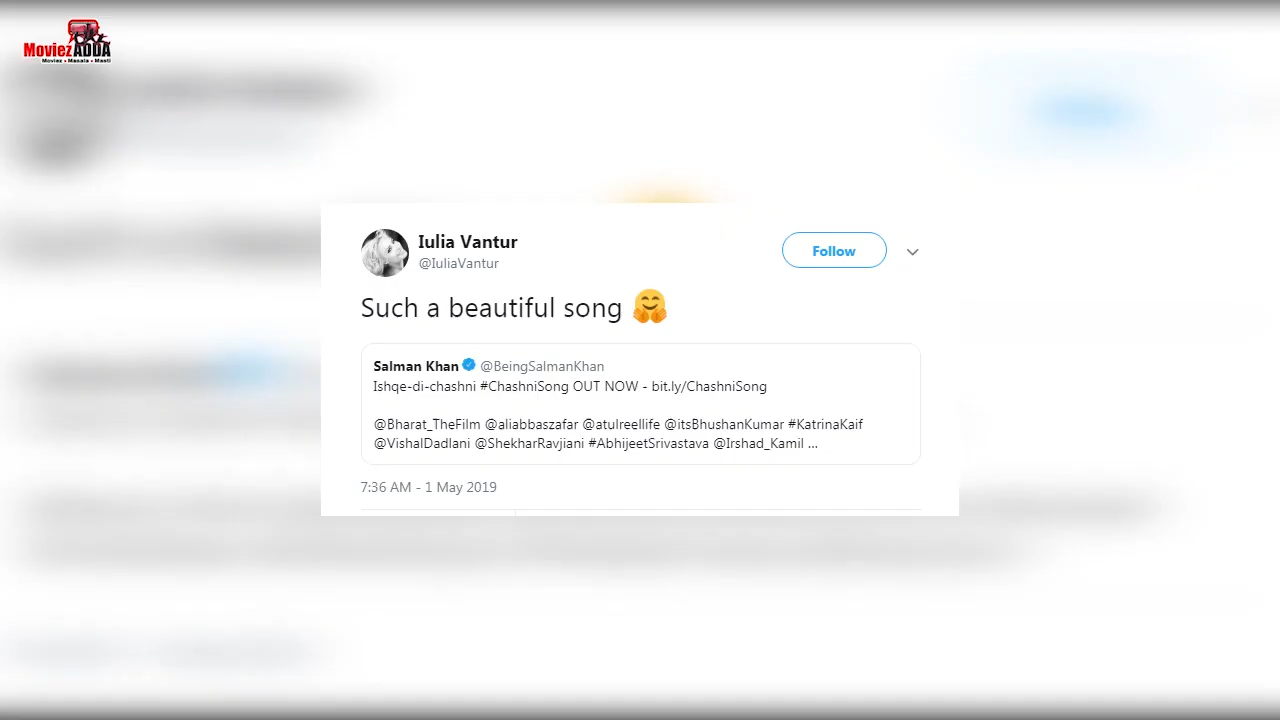 MoviezADDA
Moviez • Masala • Masti
Iulia Vantur
@IuliaVantur
Follow
Such a beautiful song 🤗
Salman Khan @BeingSalmanKhan
Ishqe-di-chashni #ChashniSong OUT NOW - bit.ly/ChashniSong
@Bharat_TheFilm @aliabbaszafar @atulreellife @itsBhushanKumar #KatrinaKaif
@VishalDadlani @ShekharRavjiani #AbhijeetSrivastava @Irshad_Kamil ...
7:36 AM - 1 May 2019